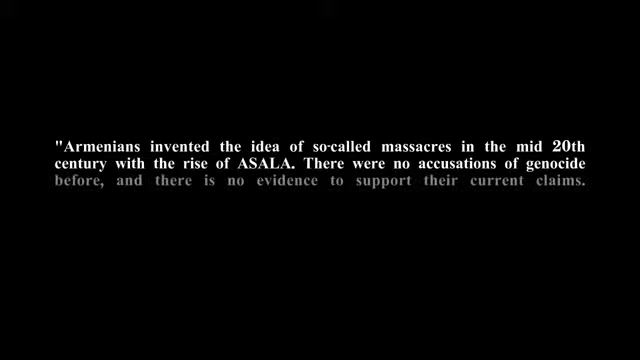 "Armenians invented the idea of so-called massacres in the mid 20th
century with the rise of ASALA. There were no accusations of genocide
before, and there is no evidence to support their current claims.